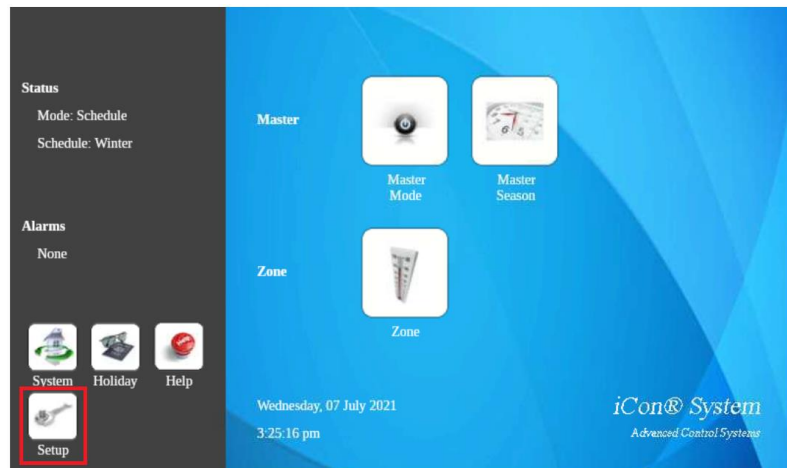 Status
Mode: Schedule
Schedule: Winter
Alarms
None
System Holiday Help
Setup
Master
Master
Mode
Master
Season
Zone
Zone
Wednesday, 07 July 2021
3:25:16 pm
iCon® System
Advanced Control Systems